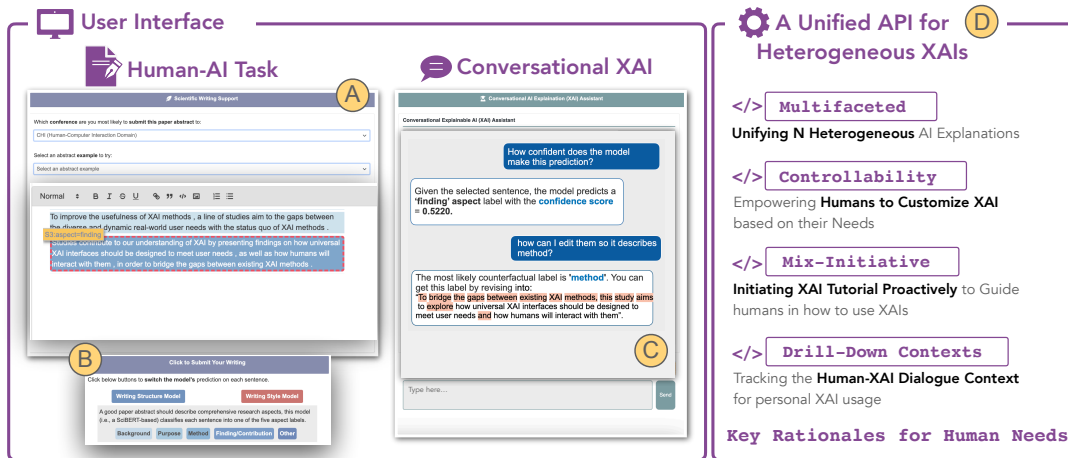 User Interface
Human-AI Task
A
Scientific Writing Support
Which conference are you most likely to submit this paper abstract to:
CHI (Human-Computer Interaction Domain)
Select an abstract example to try:
Select an abstract example
Normal
B I S U
To improve the usefulness of XAI methods , a line of studies aim to the gaps between
the diverse and dynamic real-world user needs with the status quo of XAI methods .
S3:aspect=finding
Studies contribute to our understanding of XAI by presenting findings on how universal
XAI interfaces should be designed to meet user needs , as well as how humans will
interact with them , in order to bridge the gaps between existing XAI methods .
B
Click to Submit Your Writing
Click below buttons to switch the model's prediction on each sentence.
Writing Structure Model
Writing Style Model
A good paper abstract should describe comprehensive research aspects, this model
(i.e., a SciBERT-based) classifies each sentence into one of the five aspect labels.
Background Purpose Method Finding/Contribution Other
Conversational XAI
Conversational AI Explaination (XAI) Assistant
Conversational Explainable AI (XAI) Assistant
How confident does the model
make this prediction?
Given the selected sentence, the model predicts a
'finding' aspect label with the confidence score
= 0.5220.
how can I edit them so it describes
method?
The most likely counterfactual label is 'method'. You can
get this label by revising into:
"To bridge the gaps between existing XAI methods, this study aims
to explore how universal XAI interfaces should be designed to
meet user needs and how humans will interact with them".
C
Type here...
Send
A Unified API for
D
Heterogeneous XAIs
</> Multifaceted
Unifying N Heterogeneous AI Explanations
</> Controllability
Empowering Humans to Customize XAI
based on their Needs
</> Mix-Initiative
Initiating XAI Tutorial Proactively to Guide
humans in how to use XAIs
</> Drill-Down Contexts
Tracking the Human-XAI Dialogue Context
for personal XAI usage
Key Rationales for Human Needs